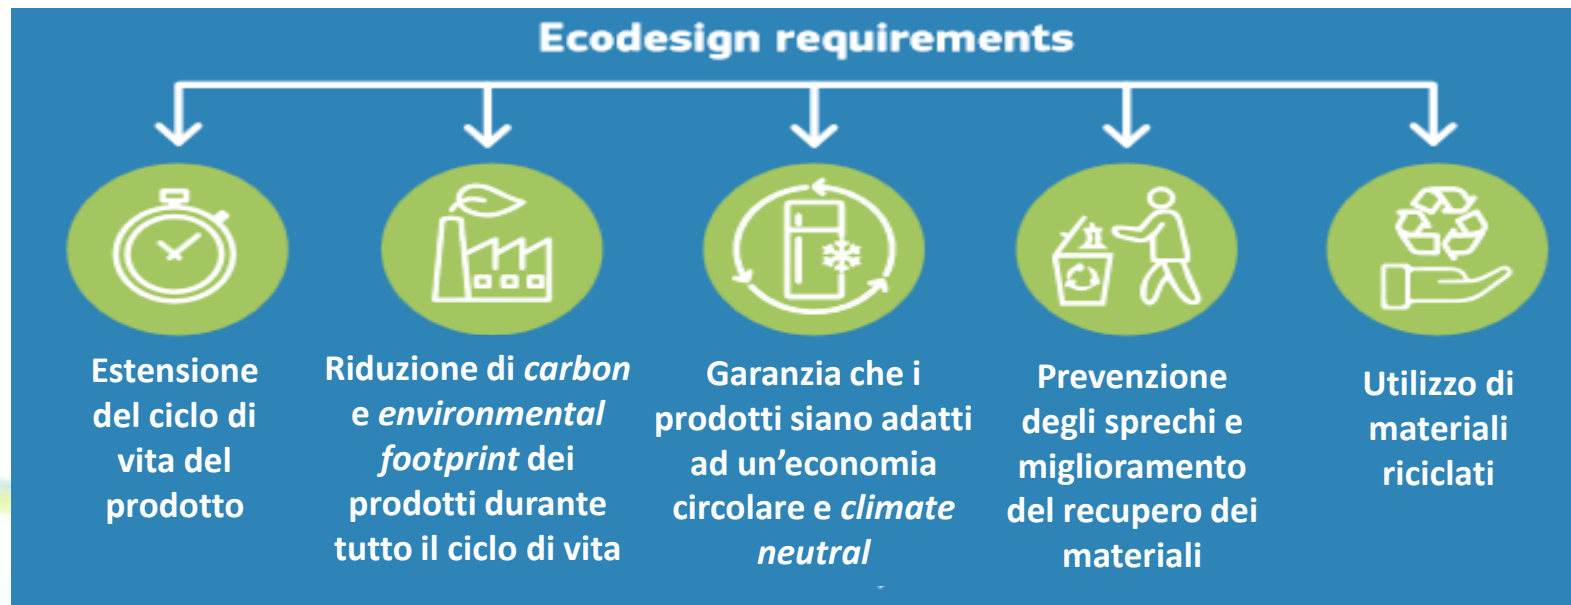 Ecodesign requirements
Estensione
del ciclo di
vita del
prodotto
Riduzione di carbon
e environmental
footprint dei
prodotti durante
tutto il ciclo di vita
Garanzia che i
prodotti siano adatti
ad un’economia
circolare e climate
neutral
Prevenzione
degli sprechi e
miglioramento
del recupero dei
materiali
Utilizzo di
materiali
riciclati